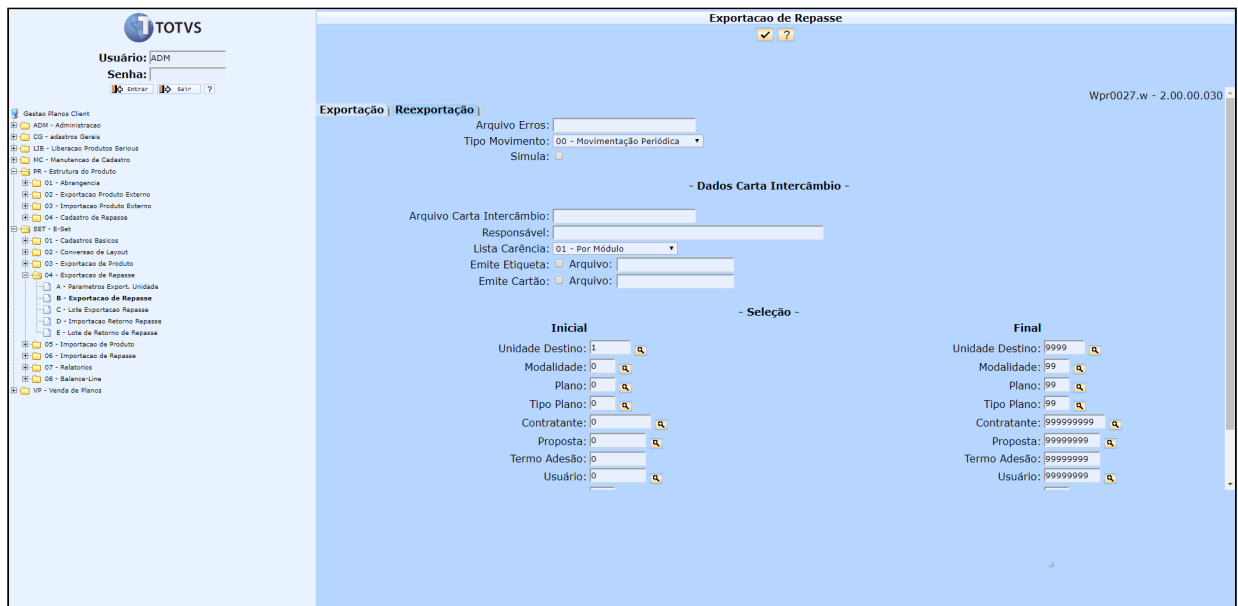 TOTVS
Usuário: ADM
Senha:
Entrar Sair ?
Gestao Planos Client
ADM - Administracao
CG - adastros Gerais
LIB - Liberacao Produtos Serious
MC - Manutencao de Cadastro
PR - Estrutura do Produto
01 - Abrangencia
02 - Exportacao Produto Externo
03 - Importacao Produto Externo
04 - Cadastro de Repasse
SET - E-Set
01 - Cadastros Basicos
02 - Conversao de Layout
03 - Exportacao de Produto
04 - Exportacao de Repasse
A - Parametros Export. Unidade
B - Exportacao de Repasse
C - Lote Exportacao Repasse
D - Importacao Retorno Repasse
E - Lote de Retorno de Repasse
05 - Importacao de Produto
06 - Importacao de Repasse
07 - Relatorios
08 - Balance-Line
VP - Venda de Planos
Exportacao de Repasse
?
Wpr0027.w - 2.00.00.030
Exportação Reexportação
Arquivo Erros:
Tipo Movimento: 00 - Movimentação Periódica
Simula:
- Dados Carta Intercâmbio -
Arquivo Carta Intercâmbio:
Responsável:
Lista Carência: 01 - Por Módulo
Emite Etiqueta: Arquivo:
Emite Cartão: Arquivo:
- Seleção -
Inicial Final
Unidade Destino: 1 Unidade Destino: 9999
Modalidade: 0 Modalidade: 99
Plano: 0 Plano: 99
Tipo Plano: 0 Tipo Plano: 99
Contratante: 0 Contratante: 999999999
Proposta: 0 Proposta: 99999999
Termo Adesão: 0 Termo Adesão: 99999999
Usuário: 0 Usuário: 99999999